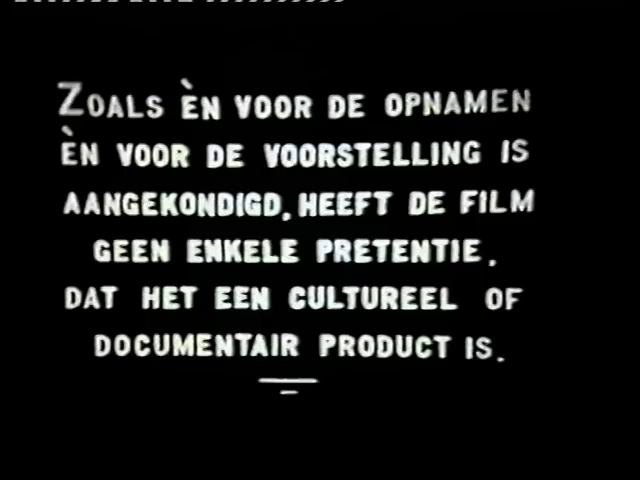 ZOALS ÈN VOOR DE OPNAMEN
ÈN VOOR DE VOORSTELLING IS
AANGEKONDIGD, HEEFT DE FILM
GEEN ENKELE PRETENTIE,
DAT HET EEN CULTUREEL OF
DOCUMENTAIR PRODUCT IS.